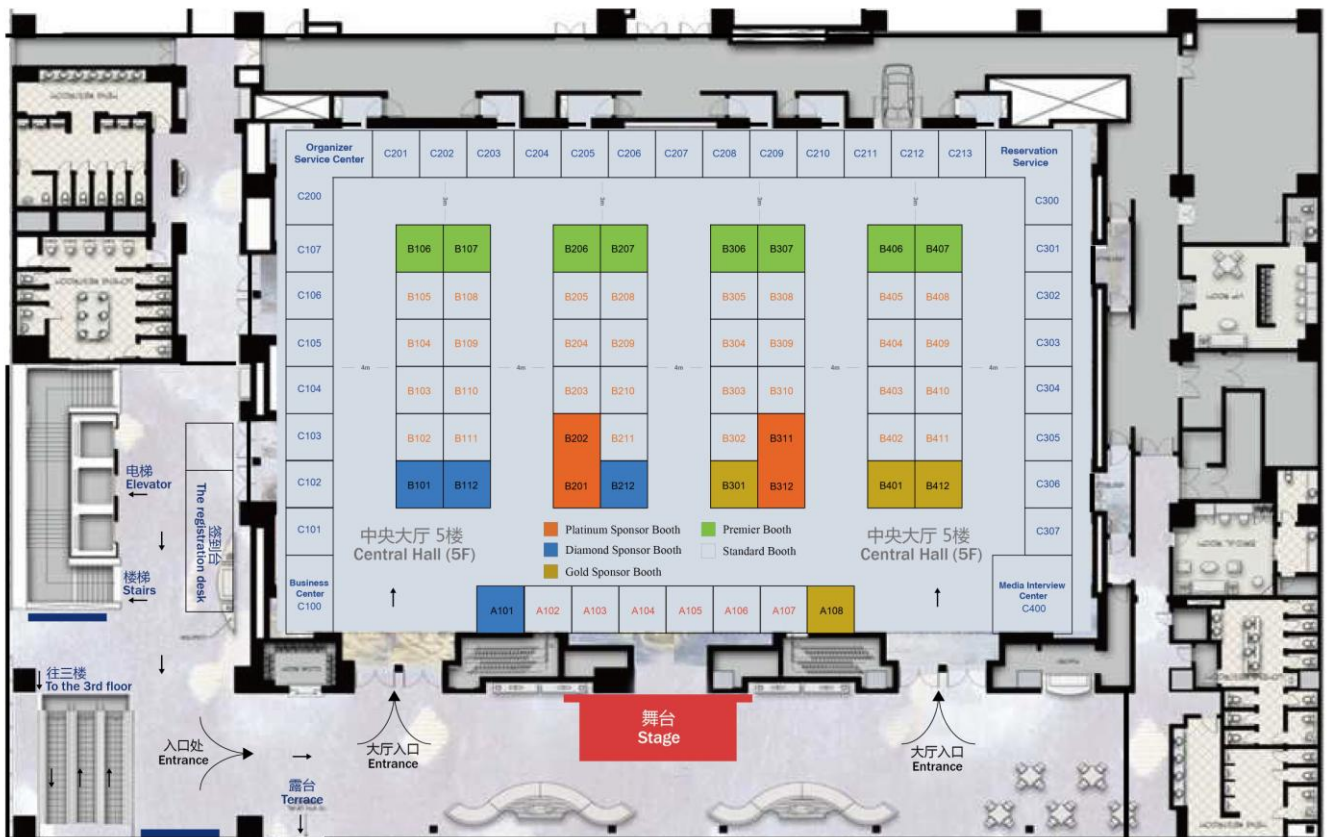 MENS RESTROOM
Organizer
Service Center
C201
C202
C203
C204
C205
C206
C207
C208
C209
C210
C211
C212
C213
Reservation
Service
C200
3m
3m
3m
3m
C300
C107
B106
B107
B206
B207
B306
B307
B406
B407
C301
C106
B105
B108
B205
B208
B305
B308
B405
B408
C302
VIP ROOM
C105
B104
B109
B204
B209
B304
B309
B404
B409
C303
4m
4m
4m
4m
4m
C104
B103
B110
B203
B210
B303
B310
B403
B410
C304
C103
B102
B111
B202
B211
B302
B311
B402
B411
C305
电梯
Elevator
签到台
The registration desk
C102
B101
B112
B201
B212
B301
B312
B401
B412
C306
C101
中央大厅 5楼
Central Hall (5F)
Platinum Sponsor Booth
Diamond Sponsor Booth
Gold Sponsor Booth
Premier Booth
Standard Booth
中央大厅 5楼
Central Hall (5F)
C307
楼梯
Stairs
Business
Center
C100
A101
A102
A103
A104
A105
A106
A107
A108
Media Interview
Center
C400
往三楼
To the 3rd floor
舞台
Stage
入口处
Entrance
大厅入口
Entrance
大厅入口
Entrance
露台
Terrace